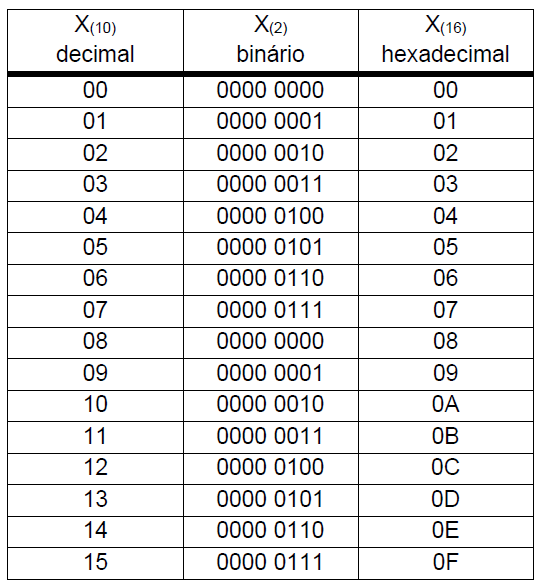 X(10) X(2) X(16)
decimal binário hexadecimal
00 0000 0000 00
01 0000 0001 01
02 0000 0010 02
03 0000 0011 03
04 0000 0100 04
05 0000 0101 05
06 0000 0110 06
07 0000 0111 07
08 0000 0000 08
09 0000 0001 09
10 0000 0010 0A
11 0000 0011 0B
12 0000 0100 0C
13 0000 0101 0D
14 0000 0110 0E
15 0000 0111 0F